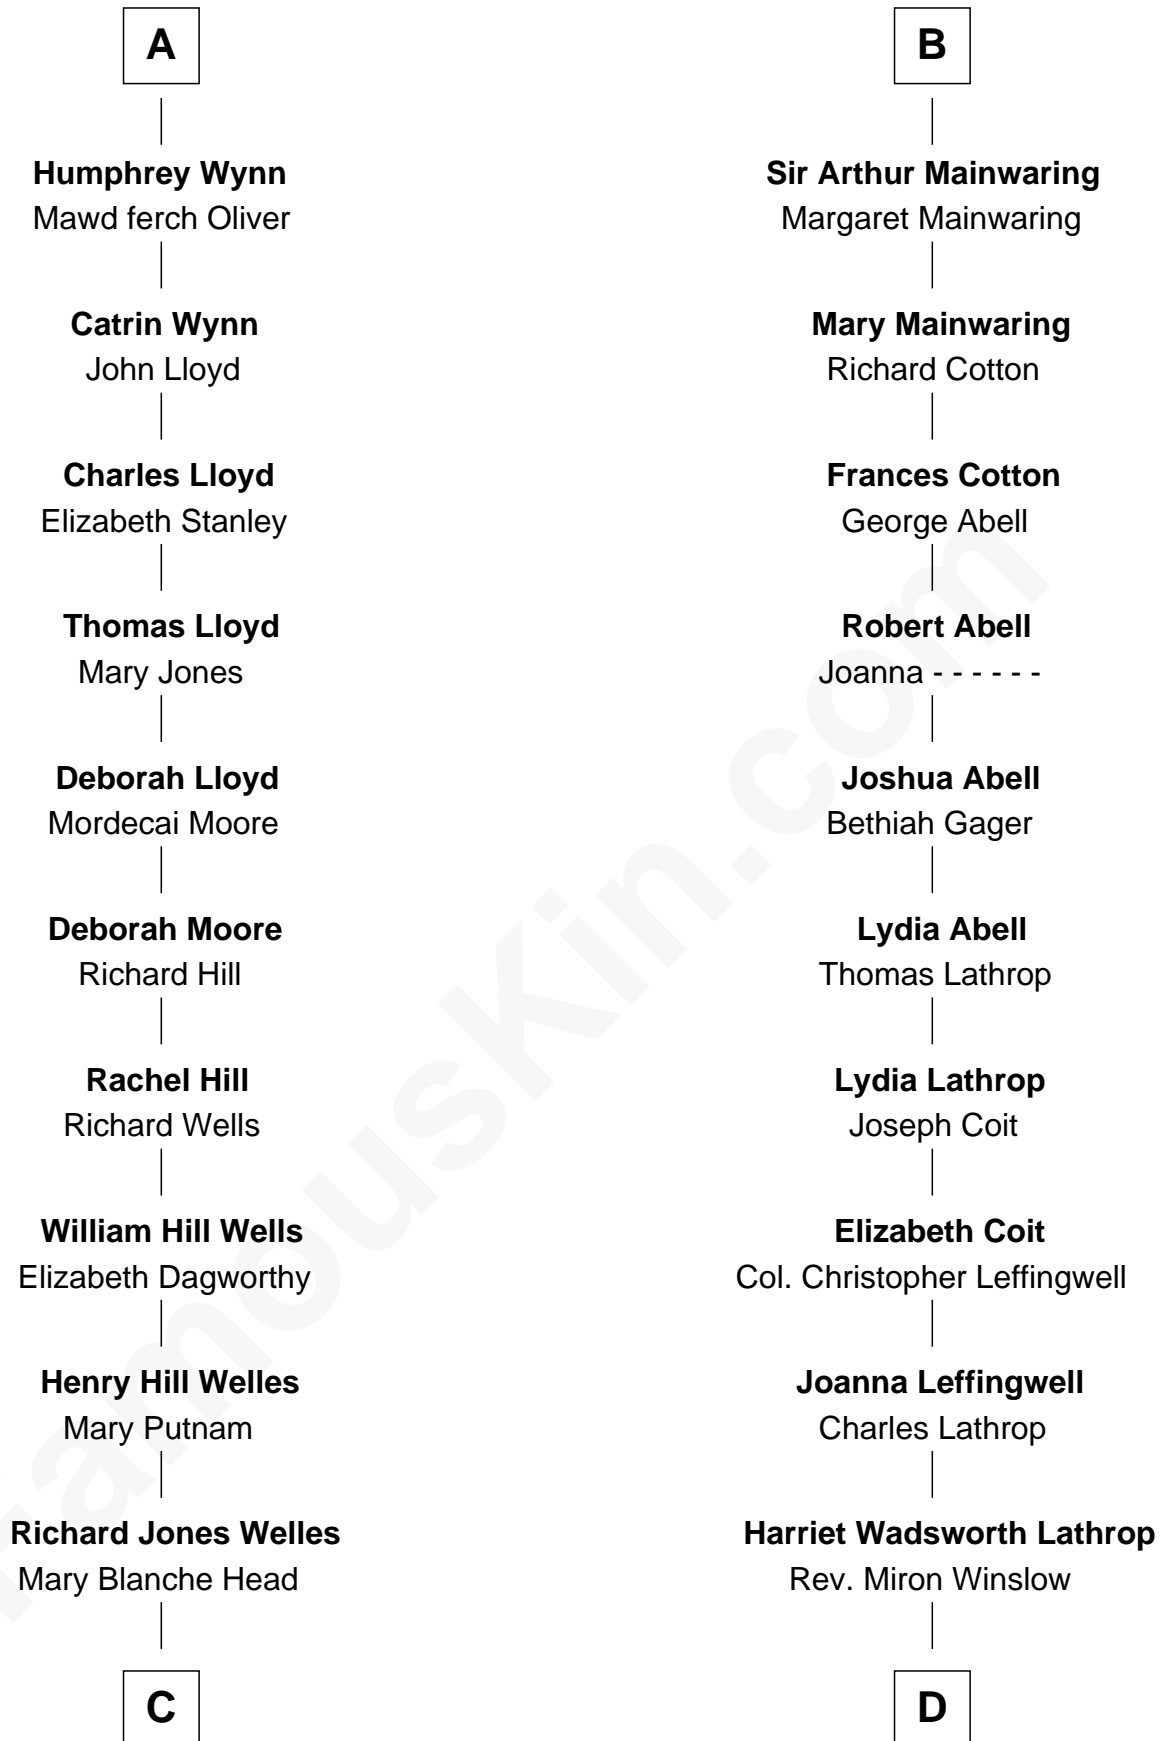 A
Humphrey Wynn
Mawd ferch Oliver
Catrin Wynn
John Lloyd
Charles Lloyd
Elizabeth Stanley
Thomas Lloyd
Mary Jones
Deborah Lloyd
Mordecai Moore
Deborah Moore
Richard Hill
Rachel Hill
Richard Wells
William Hill Wells
Elizabeth Dagworthy
Henry Hill Welles
Mary Putnam
Richard Jones Welles
Mary Blanche Head
C
B
Sir Arthur Mainwaring
Margaret Mainwaring
Mary Mainwaring
Richard Cotton
Frances Cotton
George Abell
Robert Abell
Joanna - - - - - -
Joshua Abell
Bethiah Gager
Lydia Abell
Thomas Lathrop
Lydia Lathrop
Joseph Coit
Elizabeth Coit
Col. Christopher Leffingwell
Joanna Leffingwell
Charles Lathrop
Harriet Wadsworth Lathrop
Rev. Miron Winslow
D
FamousKin.com